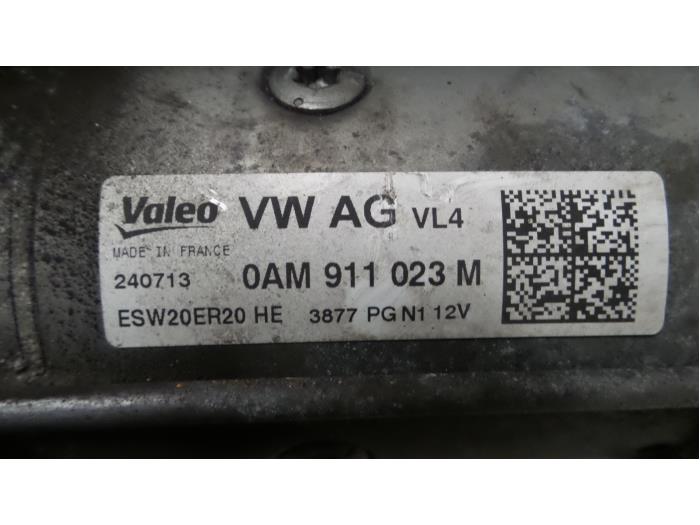 Valeo VW AG VL4
MADE IN FRANCE
240713 0AM 911 023 M
ESW20ER20 HE 3877 PG N1 12V